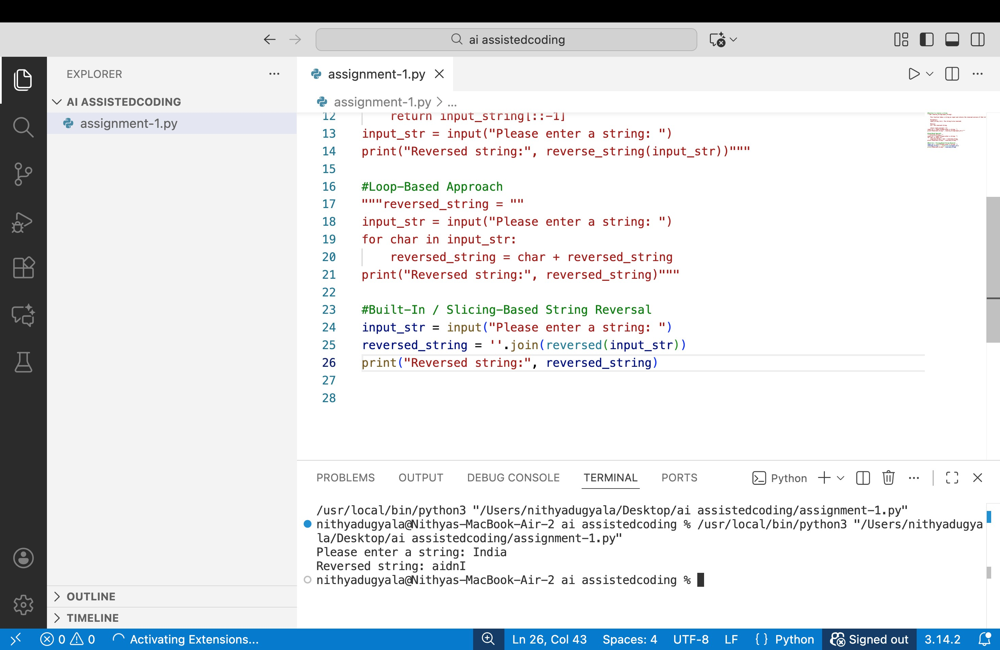 ai assistedcoding
EXPLORER
AI ASSISTEDCODING
assignment-1.py
assignment-1.py
assignment-1.py > ...
12 return input_string[::-1]
13 input_str = input("Please enter a string: ")
14 print("Reversed string:", reverse_string(input_str))"""
15
16 #Loop-Based Approach
17 """reversed_string = ""
18 input_str = input("Please enter a string: ")
19 for char in input_str:
20 reversed_string = char + reversed_string
21 print("Reversed string:", reversed_string)"""
22
23 #Built-In / Slicing-Based String Reversal
24 input_str = input("Please enter a string: ")
25 reversed_string = ''.join(reversed(input_str))
26 print("Reversed string:", reversed_string)
27
28
PROBLEMS OUTPUT DEBUG CONSOLE TERMINAL PORTS Python
/usr/local/bin/python3 "/Users/nithyadugyala/Desktop/ai assistedcoding/assignment-1.py"
nithyadugyala@Nithyas-MacBook-Air-2 ai assistedcoding % /usr/local/bin/python3 "/Users/nithyadugya
la/Desktop/ai assistedcoding/assignment-1.py"
Please enter a string: India
Reversed string: aidnI
nithyadugyala@Nithyas-MacBook-Air-2 ai assistedcoding %
OUTLINE
TIMELINE
0 0 Activating Extensions... Ln 26, Col 43 Spaces: 4 UTF-8 LF {} Python Signed out 3.14.2